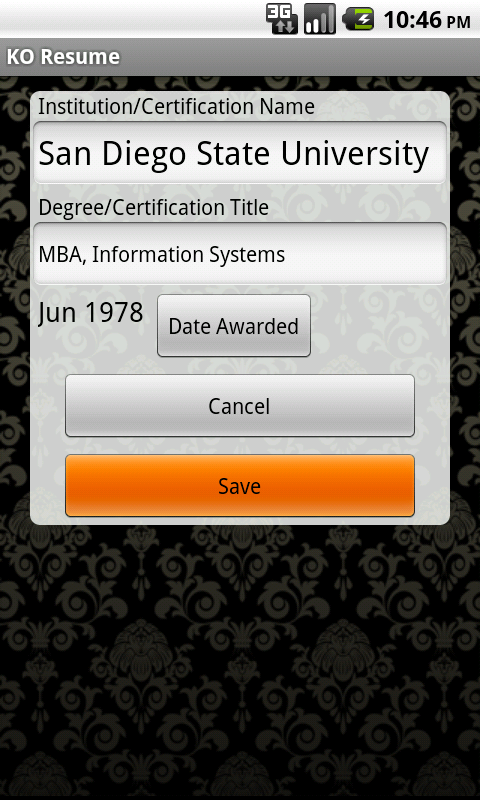 3G
10:46 PM
KO Resume
Institution/Certification Name
San Diego State University
Degree/Certification Title
MBA, Information Systems
Jun 1978
Date Awarded
Cancel
Save